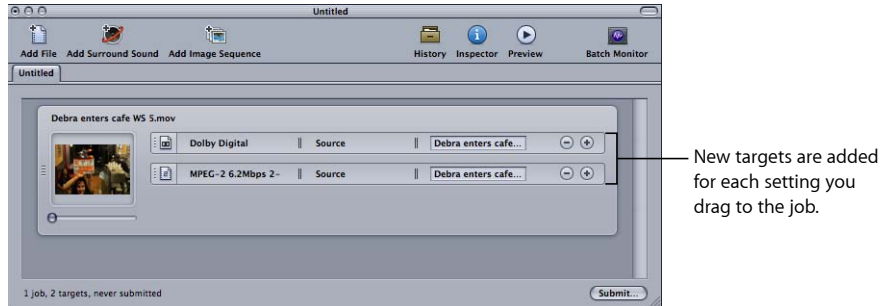 Untitled
Add File Add Surround Sound Add Image Sequence History Inspector Preview Batch Monitor
Untitled
Debra enters cafe WS 5.mov
Dolby Digital Source Debra enters cafe...
MPEG-2 6.2Mbps 2- Source Debra enters cafe...
New targets are added
for each setting you
drag to the job.
1 job, 2 targets, never submitted Submit...